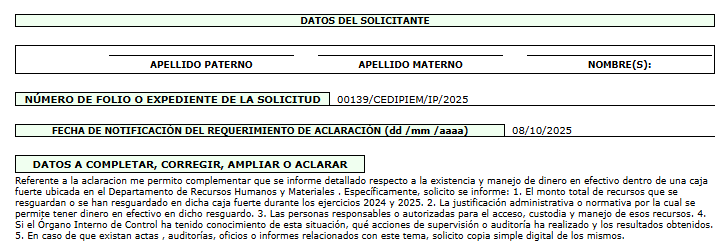 DATOS DEL SOLICITANTE
APELLIDO PATERNO APELLIDO MATERNO NOMBRE(S):
NÚMERO DE FOLIO O EXPEDIENTE DE LA SOLICITUD 00139/CEDIPIEM/IP/2025
FECHA DE NOTIFICACIÓN DEL REQUERIMIENTO DE ACLARACIÓN (dd /mm /aaaa) 08/10/2025
DATOS A COMPLETAR, CORREGIR, AMPLIAR O ACLARAR
Referente a la aclaracion me permito complementar que se informe detallado respecto a la existencia y manejo de dinero en efectivo dentro de una caja
fuerte ubicada en el Departamento de Recursos Humanos y Materiales . Específicamente, solicito se informe: 1. El monto total de recursos que se
resguardan o se han resguardado en dicha caja fuerte durante los ejercicios 2024 y 2025. 2. La justificación administrativa o normativa por la cual se
permite tener dinero en efectivo en dicho resguardo. 3. Las personas responsables o autorizadas para el acceso, custodia y manejo de esos recursos. 4.
Si el Órgano Interno de Control ha tenido conocimiento de esta situación, qué acciones de supervisión o auditoría ha realizado y los resultados obtenidos.
5. En caso de que existan actas , auditorías, oficios o informes relacionados con este tema, solicito copia simple digital de los mismos.